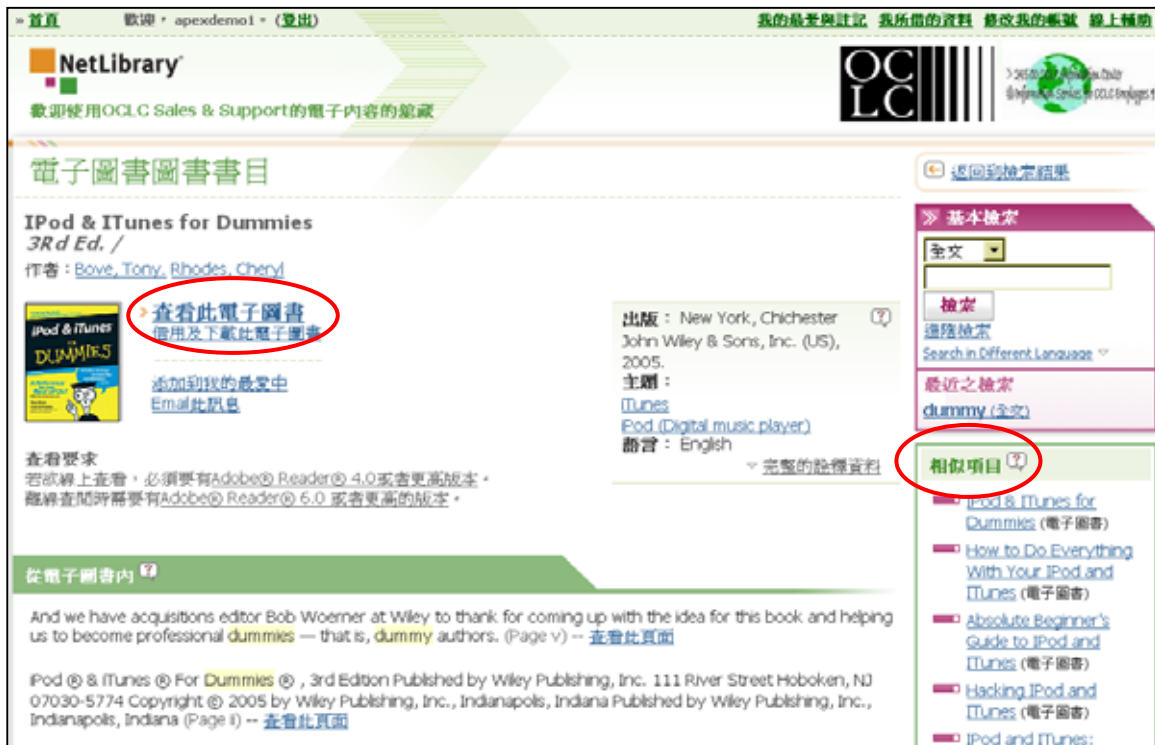 » 首頁 歡迎，apexdemo1。(登出) 我的最愛與註記 我所借的資料 修改我的帳號 線上輔助
NetLibrary
OCLC
歡迎使用OCLC Sales & Support的電子內容的館藏
電子圖書圖書書目
返回到檢索結果
IPod & ITunes for Dummies
3Rd Ed. /
作者：Bove, Tony, Rhodes, Cheryl
iPod & iTunes
DUMMIES
查看此電子圖書
借用及下載此電子圖書
添加到我的最愛中
Email此訊息
出版： New York, Chichester
John Wiley & Sons, Inc. (US),
2005.
主題：
ITunes
iPod (Digital music player)
語言： English
完整的詮釋資料
查看要求
若欲線上查看，必須要有Adobe® Reader® 4.0或者更高版本。
離線查閱時需要有Adobe® Reader® 6.0 或者更高的版本。
從電子圖書內
And we have acquisitions editor Bob Woerner at Wiley to thank for coming up with the idea for this book and helping
us to become professional dummies — that is, dummy authors. (Page v) -- 查看此頁面
iPod ® & iTunes ® For Dummies ® , 3rd Edition Published by Wiley Publishing, Inc. 111 River Street Hoboken, NJ
07030-5774 Copyright © 2005 by Wiley Publishing, Inc., Indianapolis, Indiana Published by Wiley Publishing, Inc.,
Indianapolis, Indiana (Page ii) -- 查看此頁面
基本檢索
全文
檢索
進階檢索
Search in Different Language
最近之檢索
dummy (全文)
相似項目
IPod & ITunes for
Dummies (電子圖書)
How to Do Everything
With Your IPod and
ITunes (電子圖書)
Absolute Beginner's
Guide to IPod and
ITunes (電子圖書)
Hacking IPod and
ITunes (電子圖書)
IPod and ITunes: